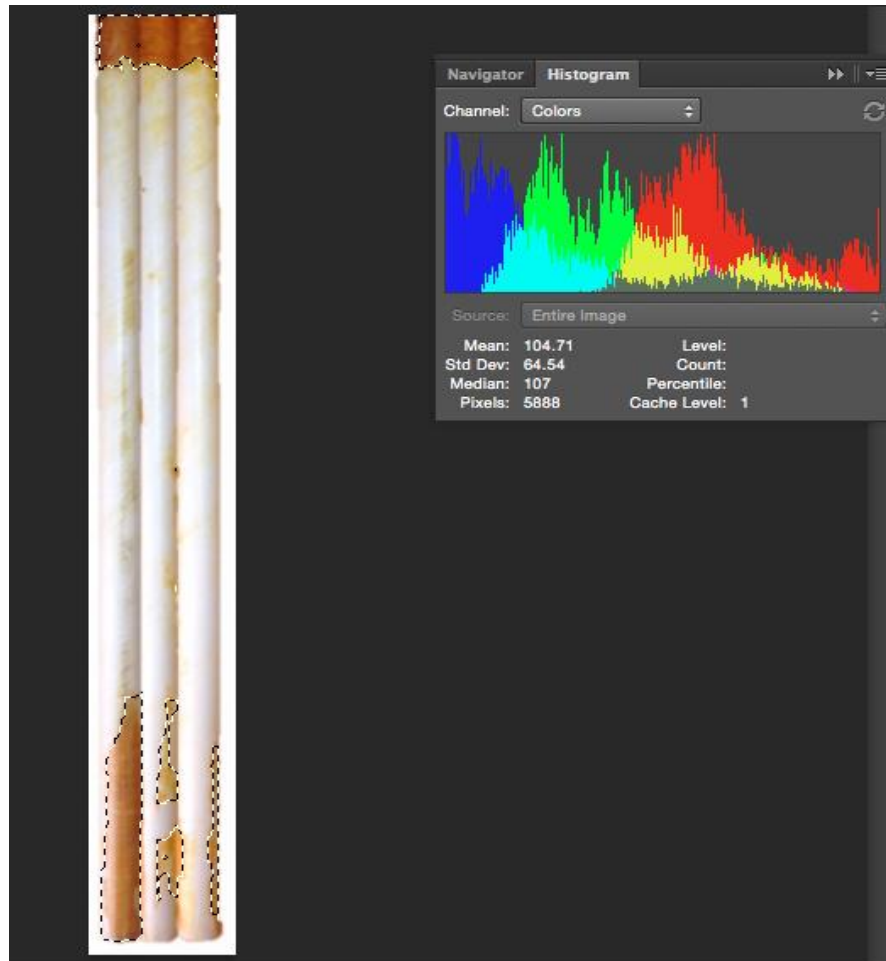 Navigator Histogram
Channel: Colors
Source: Entire Image
Mean: 104.71 Level:
Std Dev: 64.54 Count:
Median: 107 Percentile:
Pixels: 5888 Cache Level: 1